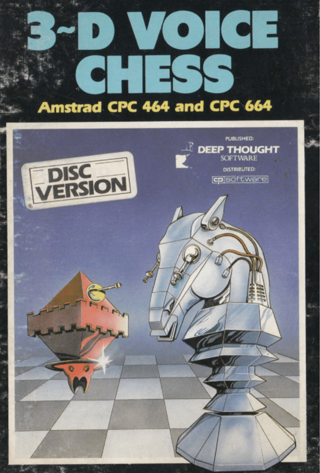 3-D VOICE
CHESS
Amstrad CPC 464 and CPC 664
DISC
VERSION
PUBLISHED:
DEEP THOUGHT
SOFTWARE
DISTRIBUTED:
cp software